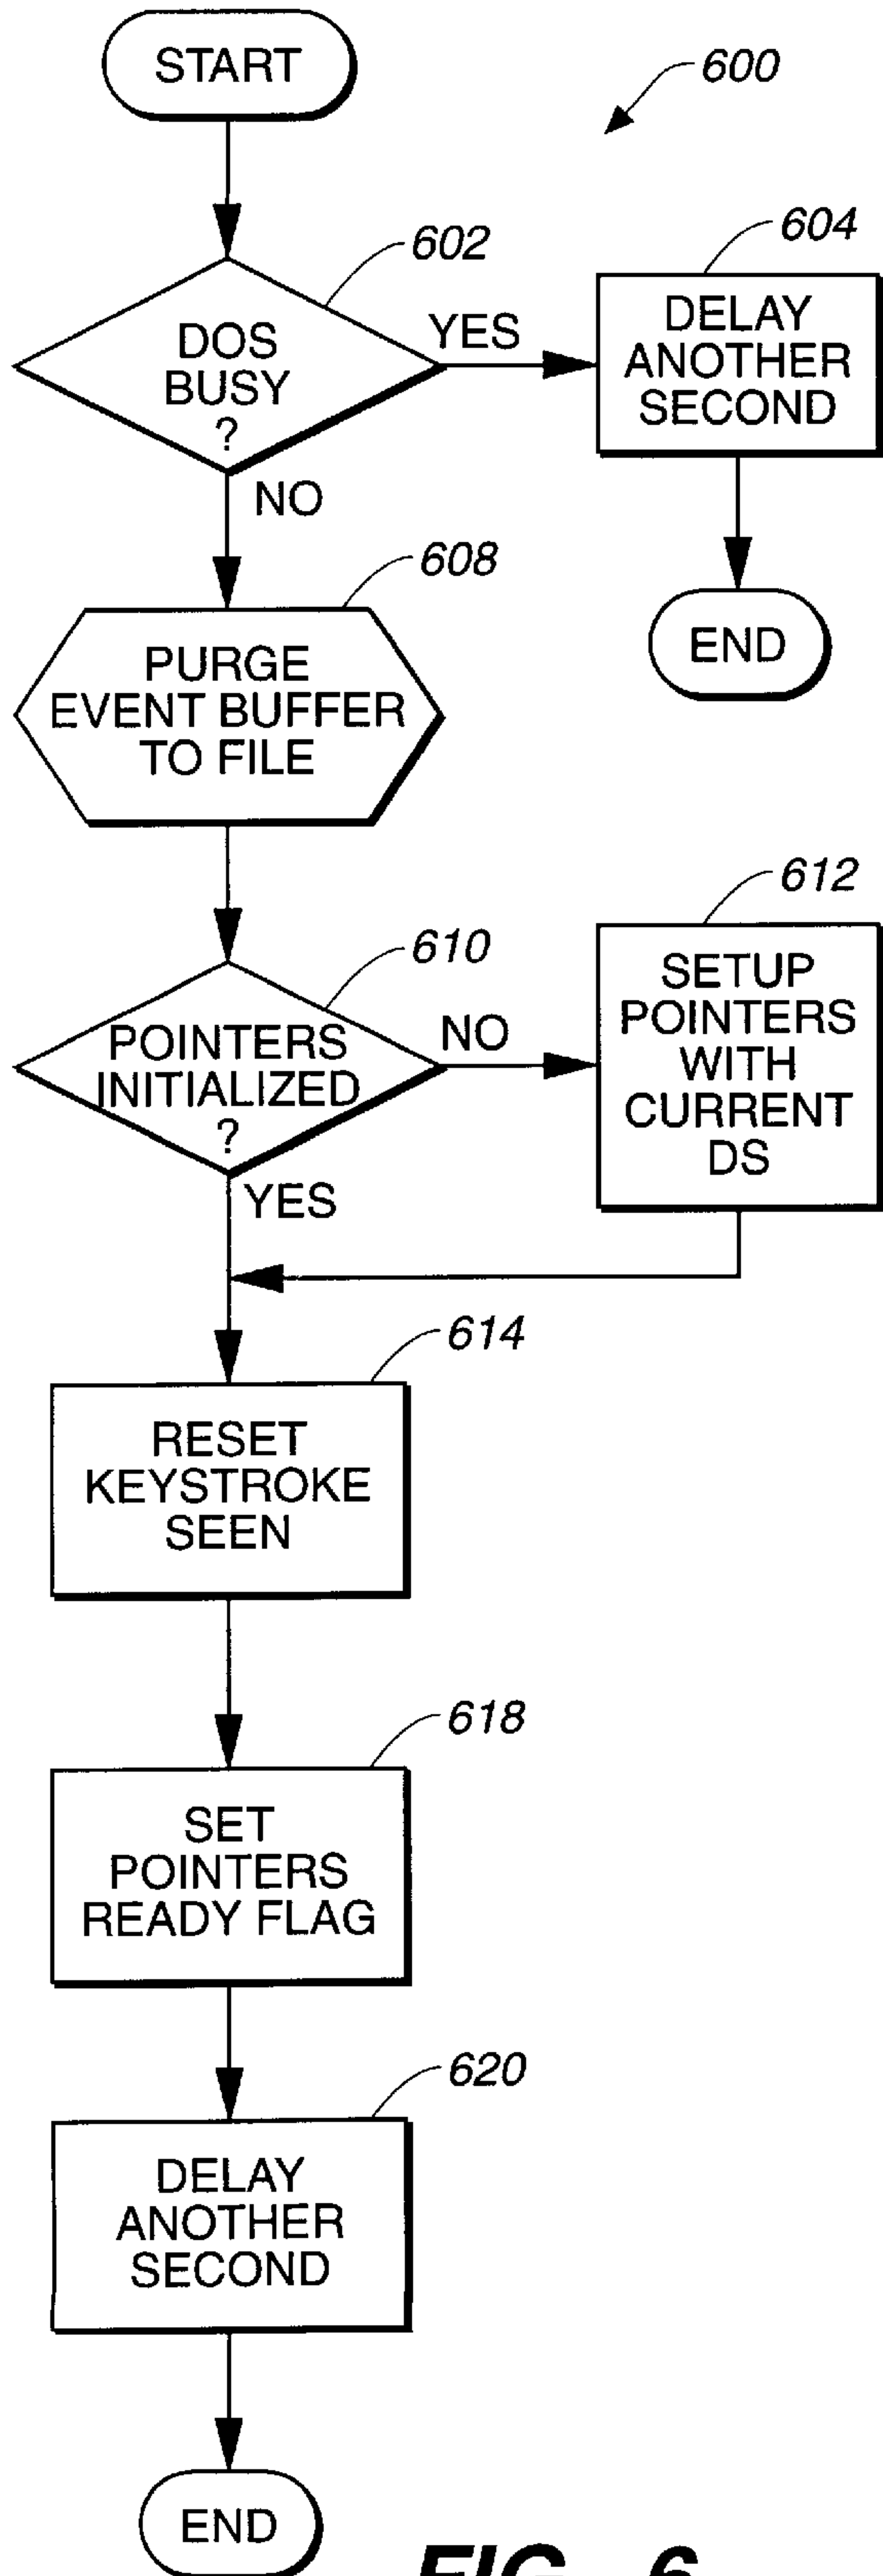 START
600
602
604
DOS
BUSY
?
YES
DELAY
ANOTHER
SECOND
NO
END
608
PURGE
EVENT BUFFER
TO FILE
610
612
POINTERS
INITIALIZED
?
NO
SETUP
POINTERS
WITH
CURRENT
DS
YES
614
RESET
KEYSTROKE
SEEN
618
SET
POINTERS
READY FLAG
620
DELAY
ANOTHER
SECOND
END
FIG._6